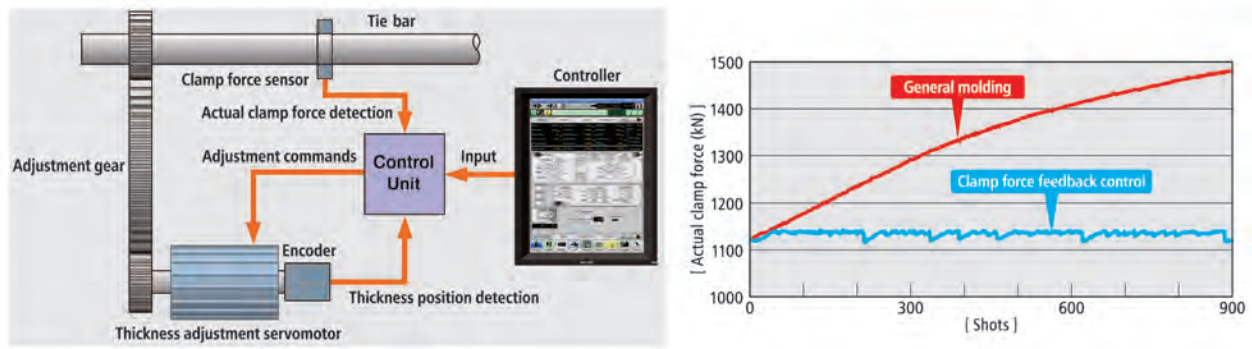 Tie bar
Clamp force sensor
Controller
Actual clamp force detection
Adjustment gear
Adjustment commands
Control
Unit
Input
Encoder
Thickness position detection
Thickness adjustment servomotor
[ Actual clamp force (kN) ]
1500
1400
1300
1200
1100
1000
General molding
Clamp force feedback control
0
300
600
900
[ Shots ]